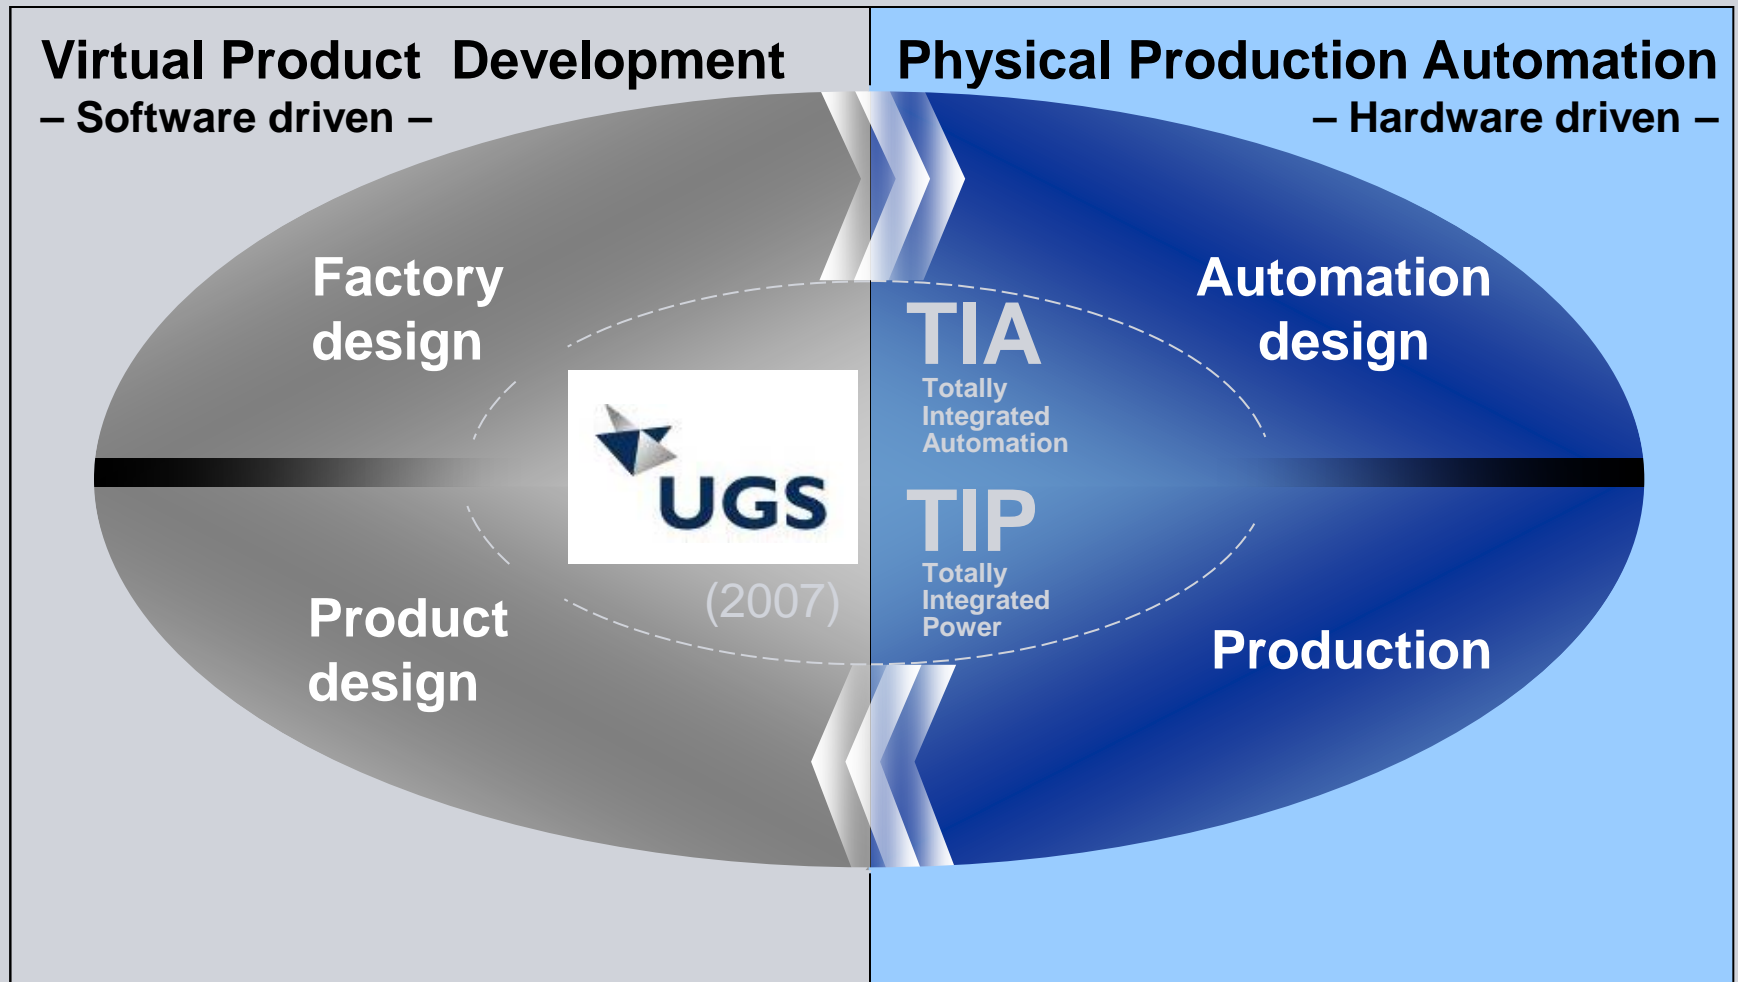 Virtual Product Development
– Software driven –
Physical Production Automation
– Hardware driven –
Factory
design
Product
design
UGS
(2007)
TIA
Totally
Integrated
Automation
TIP
Totally
Integrated
Power
Automation
design
Production